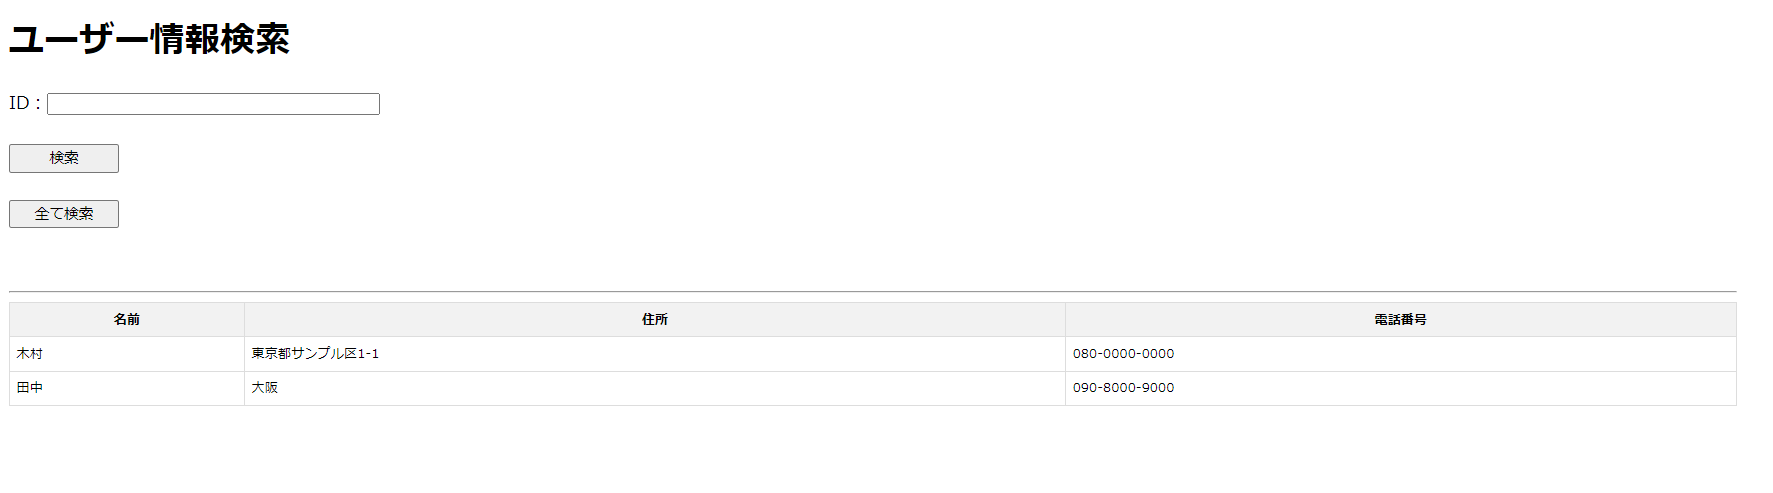 ユーザー情報検索
ID：
検索
全て検索
名前 住所 電話番号
木村 東京都サンプル区1-1 080-0000-0000
田中 大阪 090-8000-9000